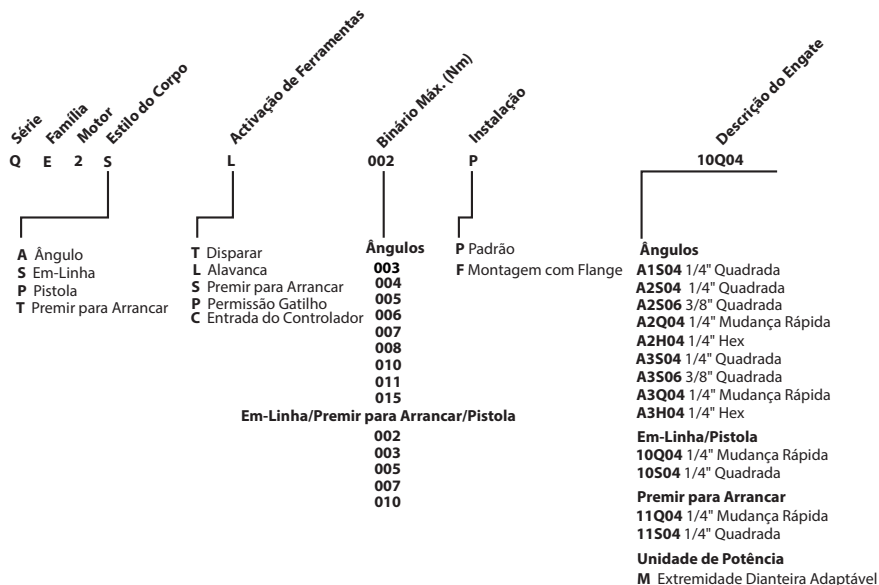 Série
Família
Motor
Estilo do Corpo
Activação de Ferramentas
Binário Máx. (Nm)
Instalação
Descrição do Engate
Q E 2 S L 002 P 10Q04
A Ângulo
S Em-Linha
P Pistola
T Premir para Arrancar
T Disparar
L Alavanca
S Premir para Arrancar
P Permissão Gatilho
C Entrada do Controlador
Ângulos
003
004
005
006
007
008
010
011
015
Em-Linha/Premir para Arrancar/Pistola
002
003
005
007
010
P Padrão
F Montagem com Flange
Ângulos
A1S04 1/4" Quadrada
A2S04 1/4" Quadrada
A2S06 3/8" Quadrada
A2Q04 1/4" Mudança Rápida
A2H04 1/4" Hex
A3S04 1/4" Quadrada
A3S06 3/8" Quadrada
A3Q04 1/4" Mudança Rápida
A3H04 1/4" Hex
Em-Linha/Pistola
10Q04 1/4" Mudança Rápida
10S04 1/4" Quadrada
Premir para Arrancar
11Q04 1/4" Mudança Rápida
11S04 1/4" Quadrada
Unidade de Potência
M Extremidade Dianteira Adaptável